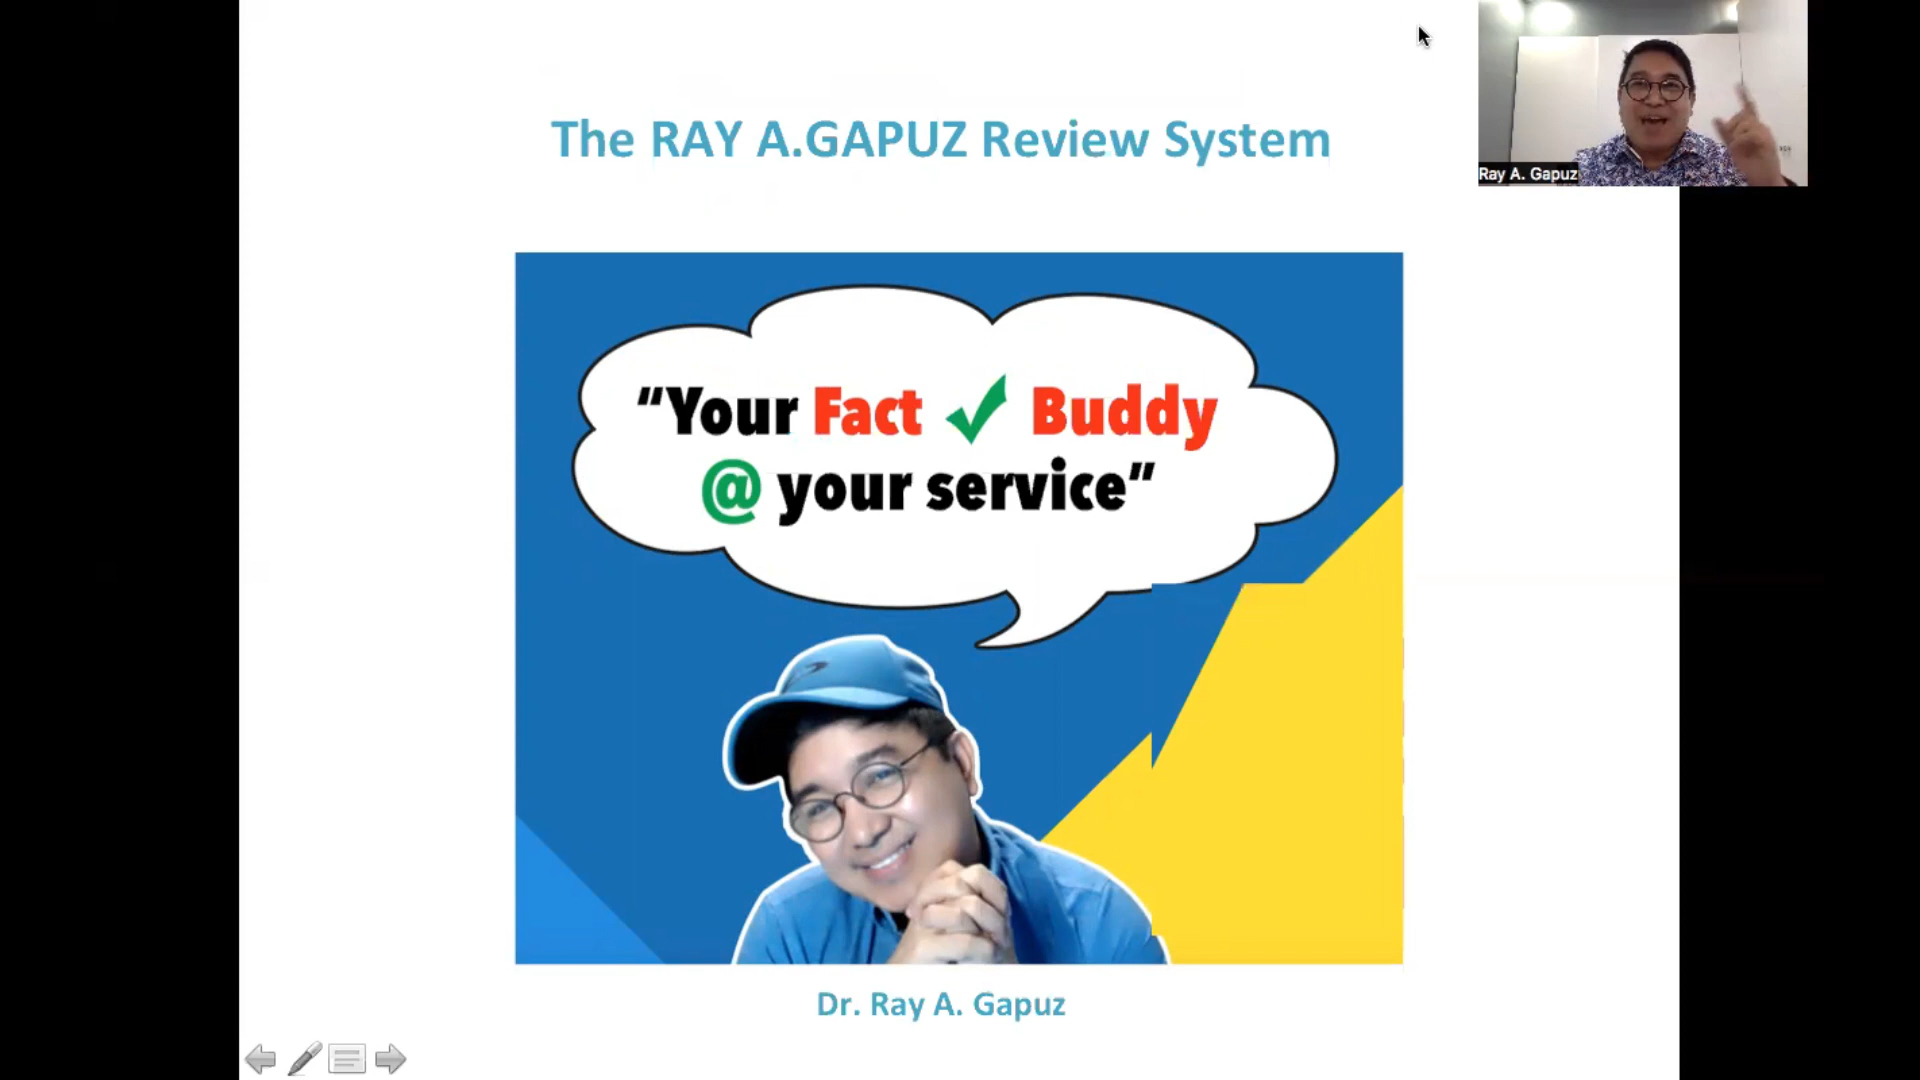 The RAY A.GAPUZ Review System
Ray A. Gapuz
“Your Fact ✓ Buddy
@ your service”
Dr. Ray A. Gapuz